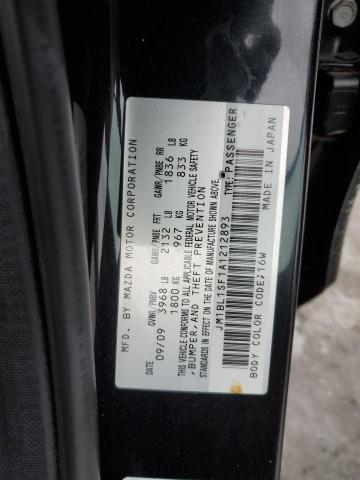 MFD. BY MAZDA MOTOR CORPORATION
DATE GVWR/PNBV GAWR/PNBE FRT GAWR/PNBE RR
09/09 3968 LB 2132 LB 1836 LB
1800 KG 967 KG 833 KG
THIS VEHICLE CONFORMS TO ALL APPLICABLE FEDERAL MOTOR VEHICLE SAFETY
,BUMPER,AND THEFT PREVENTION
STANDARDS IN EFFECT ON THE DATE OF MANUFACTURE SHOWN ABOVE.
JM1BL1SF1A1212893 TYPE: PASSENGER
BODY COLOR CODE/16W MADE IN JAPAN